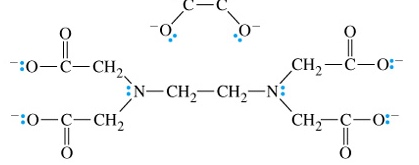 C—C
⁻O: :O⁻
O O
⁻:O—C—CH₂ CH₂—C—O:⁻
:N—CH₂—CH₂—N:
⁻:O—C—CH₂ CH₂—C—O:⁻
O O